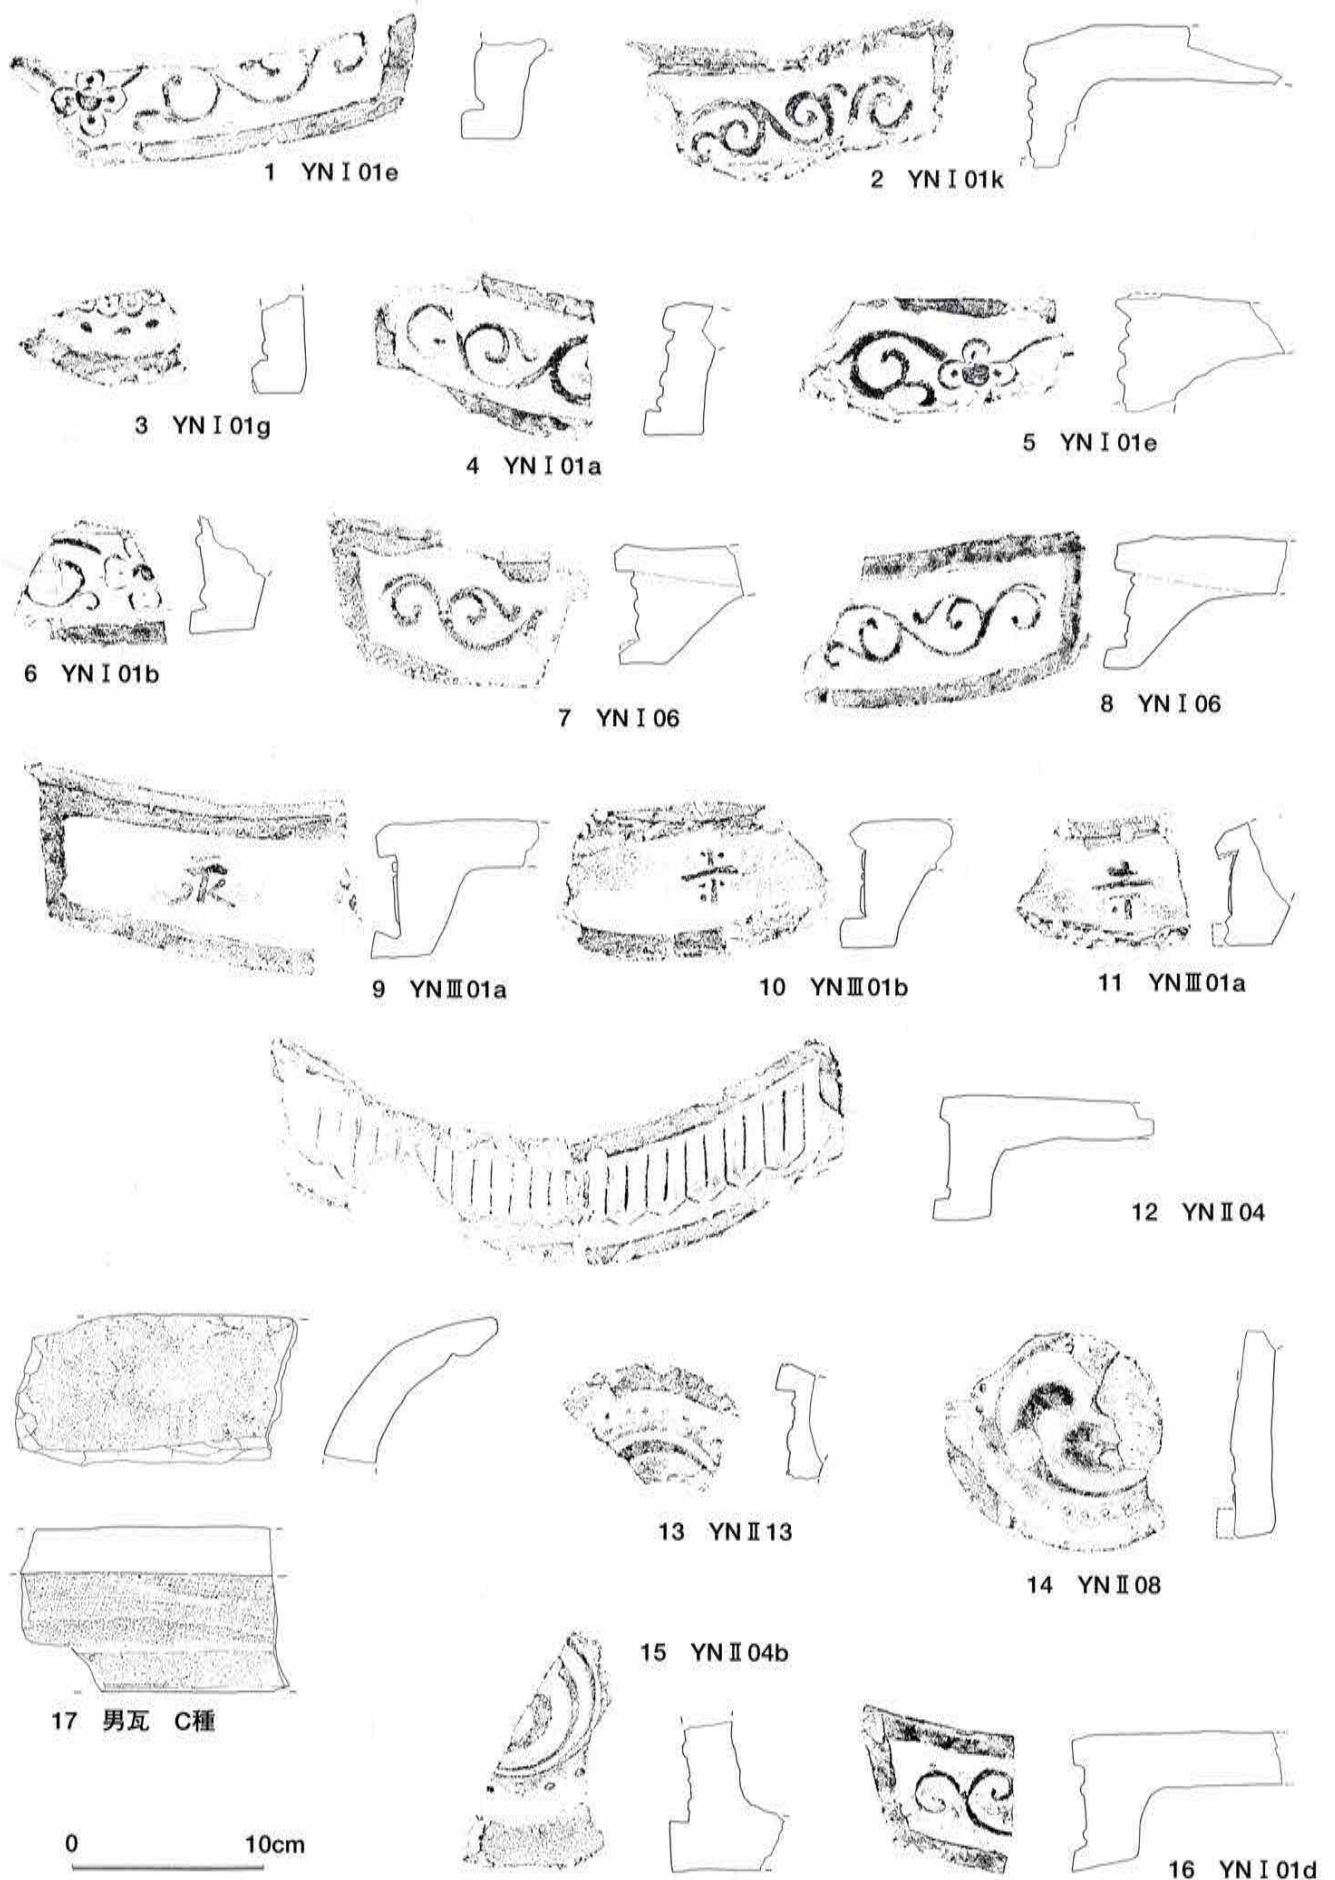 1 YNⅠ01e
2 YNⅠ01k
3 YNⅠ01g
4 YNⅠ01a
5 YNⅠ01e
6 YNⅠ01b
7 YNⅠ06
8 YNⅠ06
9 YNⅢ01a
10 YNⅢ01b
11 YNⅢ01a
12 YNⅡ04
13 YNⅡ13
14 YNⅡ08
15 YNⅡ04b
17 男瓦 C種
0 10cm
16 YNⅠ01d